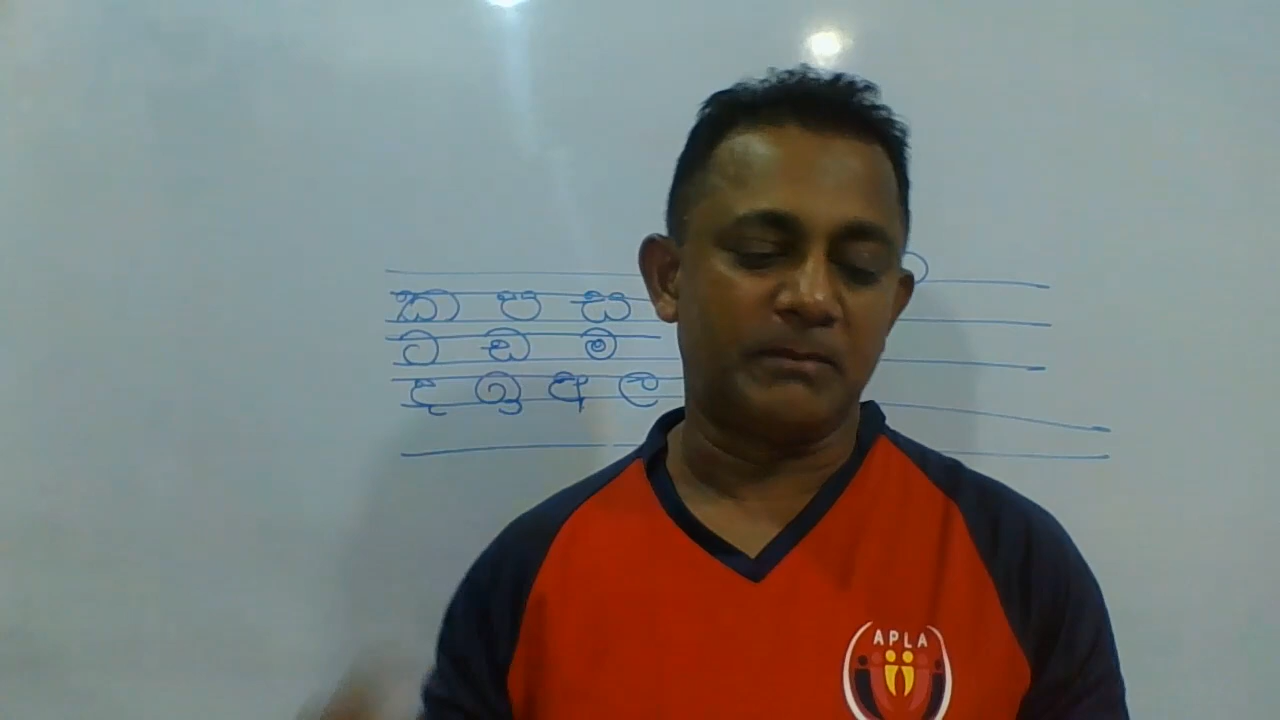 ක ප ස
ට ඩ ම
ද ඉ අ ල
APLA